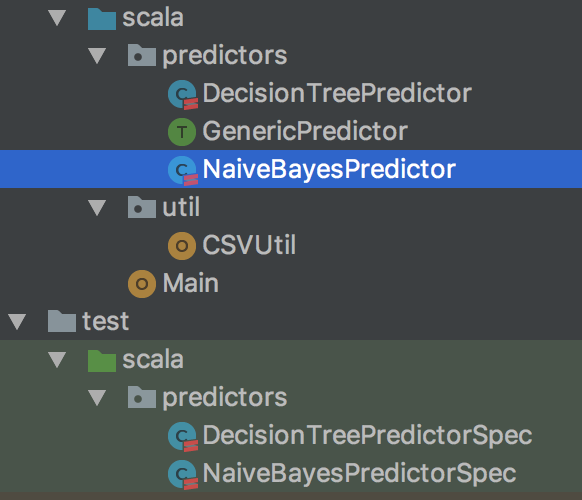 scala
predictors
C DecisionTreePredictor
T GenericPredictor
C NaiveBayesPredictor
util
O CSVUtil
O Main
test
scala
predictors
C DecisionTreePredictorSpec
C NaiveBayesPredictorSpec